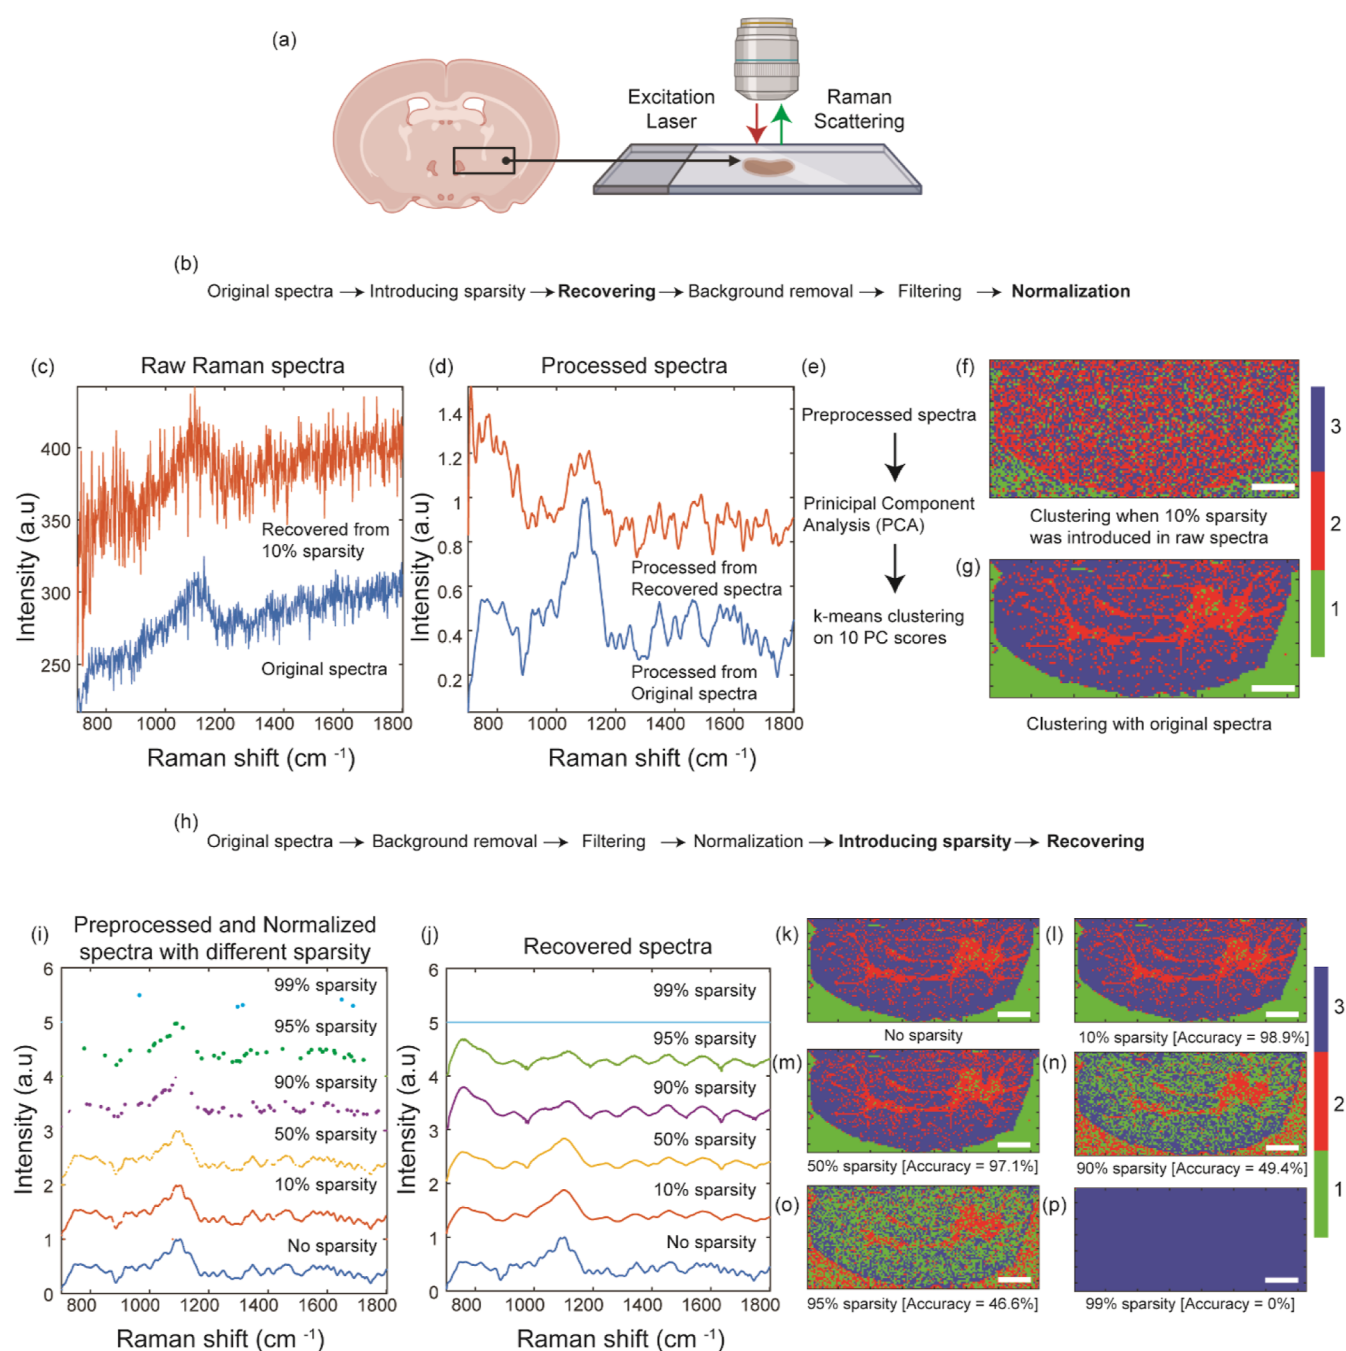 (a)
Excitation
Laser
Raman
Scattering
(b)
Original spectra → Introducing sparsity → Recovering → Background removal → Filtering → Normalization
(c)
Raw Raman spectra
Intensity (a.u)
400
350
300
250
Recovered from
10% sparsity
Original spectra
800 1000 1200 1400 1600 1800
Raman shift (cm -1)
(d)
Processed spectra
1.4
1.2
1
0.8
0.6
0.4
0.2
Processed from
Recovered spectra
Processed from
Original spectra
800 1000 1200 1400 1600 1800
Raman shift (cm -1)
(e)
Preprocessed spectra
Prinicipal Component
Analysis (PCA)
k-means clustering
on 10 PC scores
(f)
Clustering when 10% sparsity
was introduced in raw spectra
(g)
Clustering with original spectra
3
2
1
(h)
Original spectra → Background removal → Filtering → Normalization → Introducing sparsity → Recovering
(i)
Preprocessed and Normalized
spectra with different sparsity
Intensity (a.u)
6
5
4
3
2
1
0
99% sparsity
95% sparsity
90% sparsity
50% sparsity
10% sparsity
No sparsity
800 1000 1200 1400 1600 1800
Raman shift (cm -1)
(j)
Recovered spectra
Intensity (a.u)
6
5
4
3
2
1
0
99% sparsity
95% sparsity
90% sparsity
50% sparsity
10% sparsity
No sparsity
800 1000 1200 1400 1600 1800
Raman shift (cm -1)
(k)
No sparsity
(l)
10% sparsity [Accuracy = 98.9%]
(m)
50% sparsity [Accuracy = 97.1%]
(n)
90% sparsity [Accuracy = 49.4%]
(o)
95% sparsity [Accuracy = 46.6%]
(p)
99% sparsity [Accuracy = 0%]
3
2
1